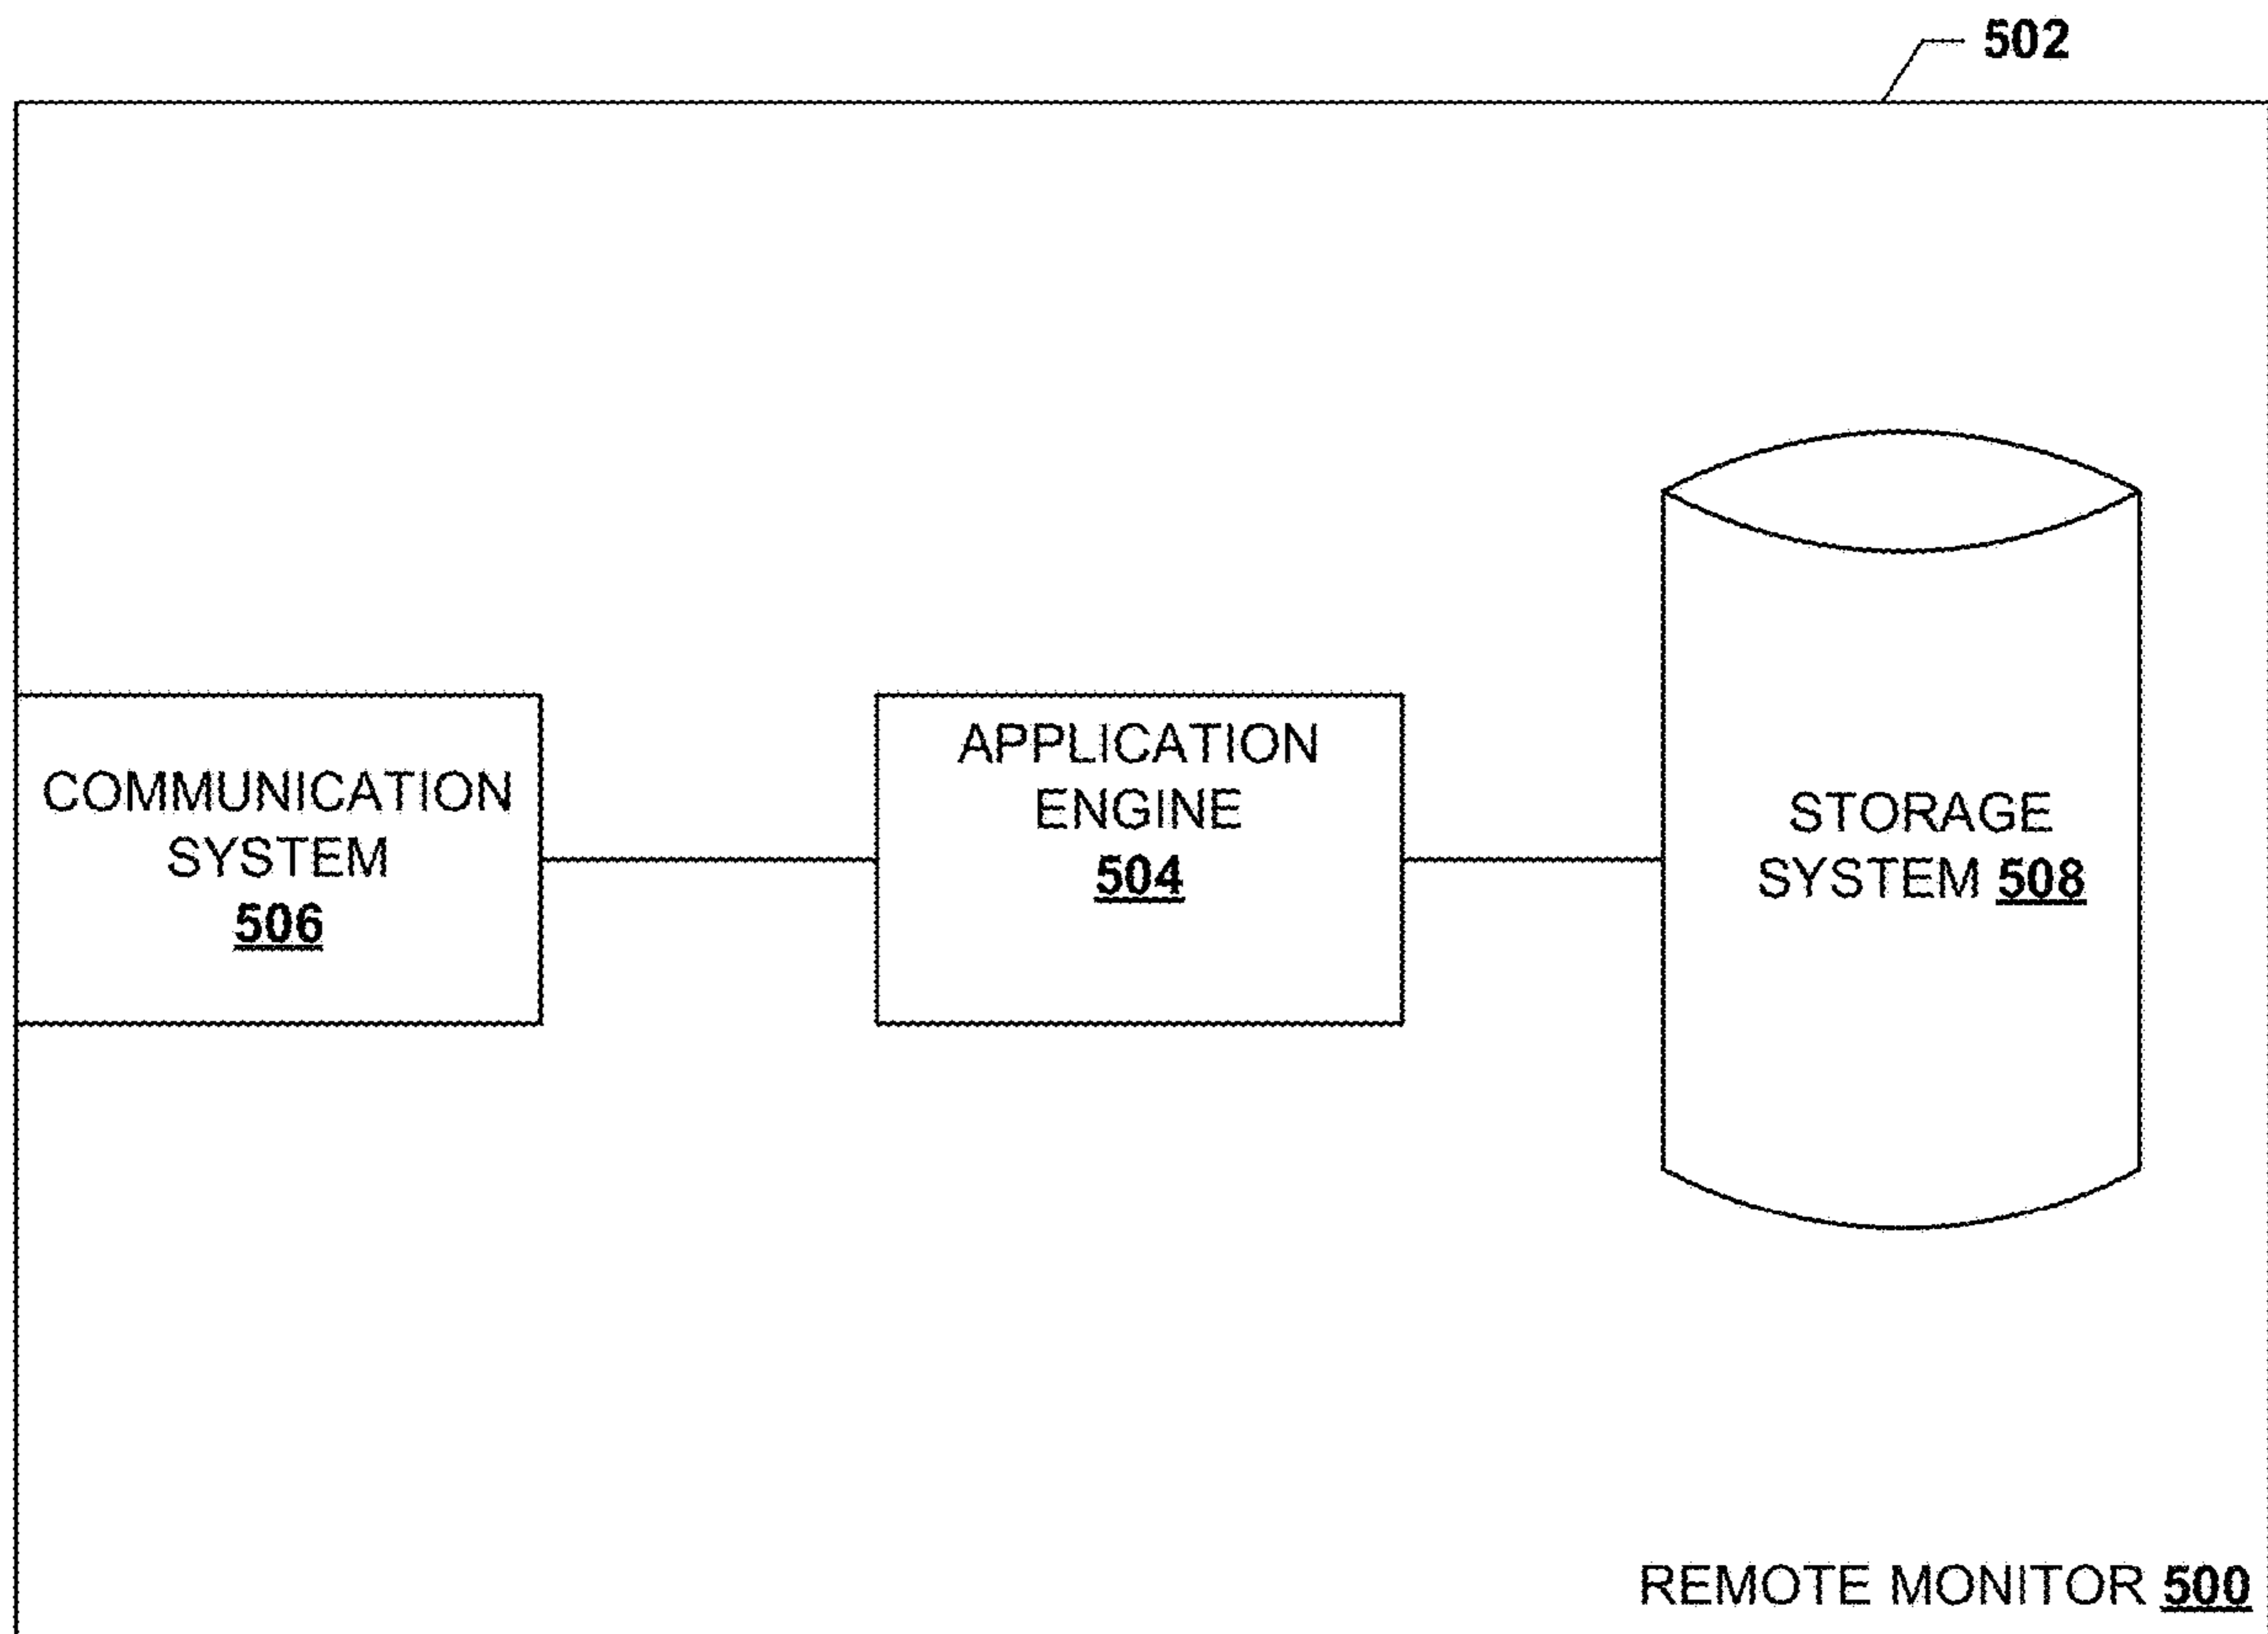 502
COMMUNICATION
SYSTEM
506
APPLICATION
ENGINE
504
STORAGE
SYSTEM 508
REMOTE MONITOR 500